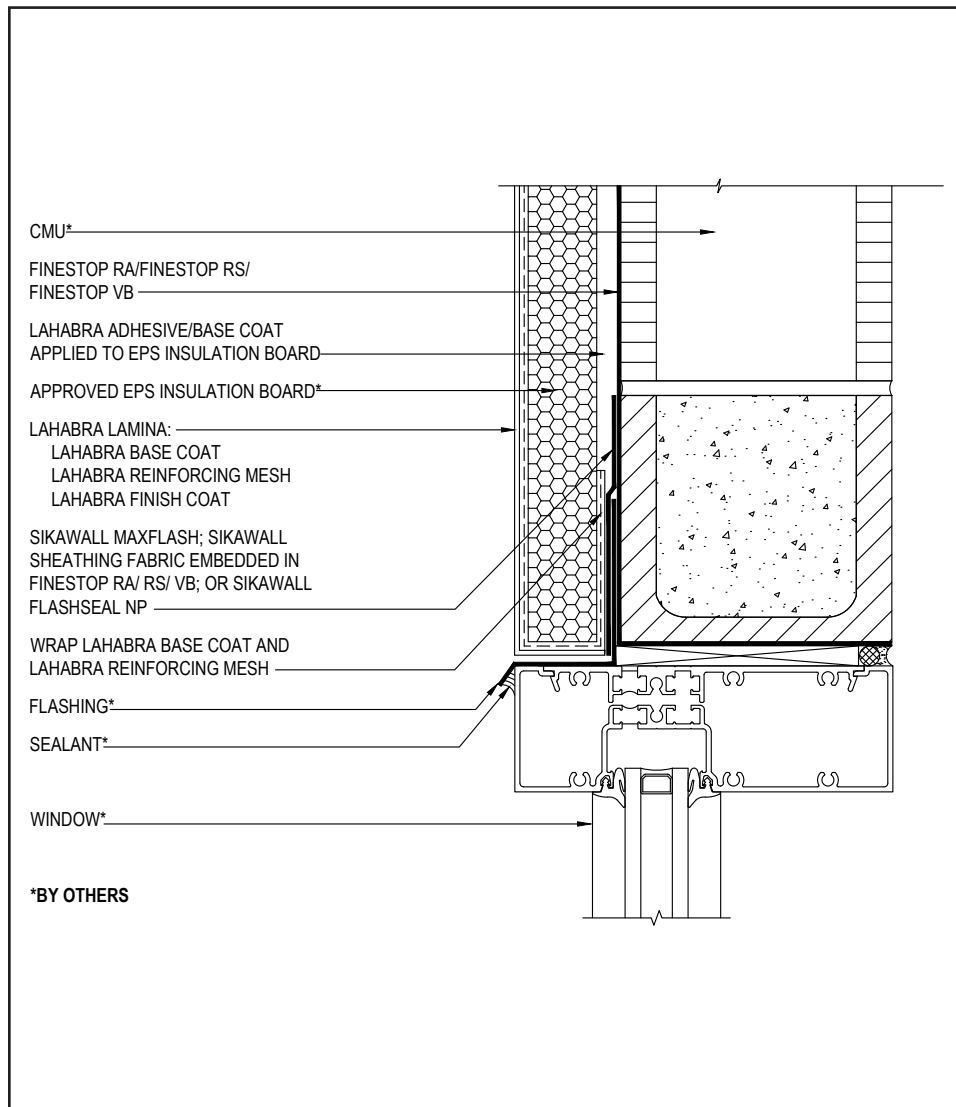 CMU*
FINESTOP RA/FINESTOP RS/
FINESTOP VB
LAHABRA ADHESIVE/BASE COAT
APPLIED TO EPS INSULATION BOARD
APPROVED EPS INSULATION BOARD*
LAHABRA LAMINA:
LAHABRA BASE COAT
LAHABRA REINFORCING MESH
LAHABRA FINISH COAT
SIKAWALL MAXFLASH; SIKAWALL
SHEATHING FABRIC EMBEDDED IN
FINESTOP RA/ RS/ VB; OR SIKAWALL
FLASHSEAL NP
WRAP LAHABRA BASE COAT AND
LAHABRA REINFORCING MESH
FLASHING*
SEALANT*
WINDOW*
*BY OTHERS